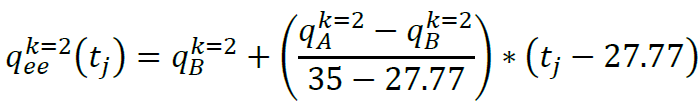 $q_{ee}^{k=2}(t_j) = q_B^{k=2} + \left( \frac{q_A^{k=2} - q_B^{k=2}}{35 - 27.77} \right) * (t_j - 27.77)$